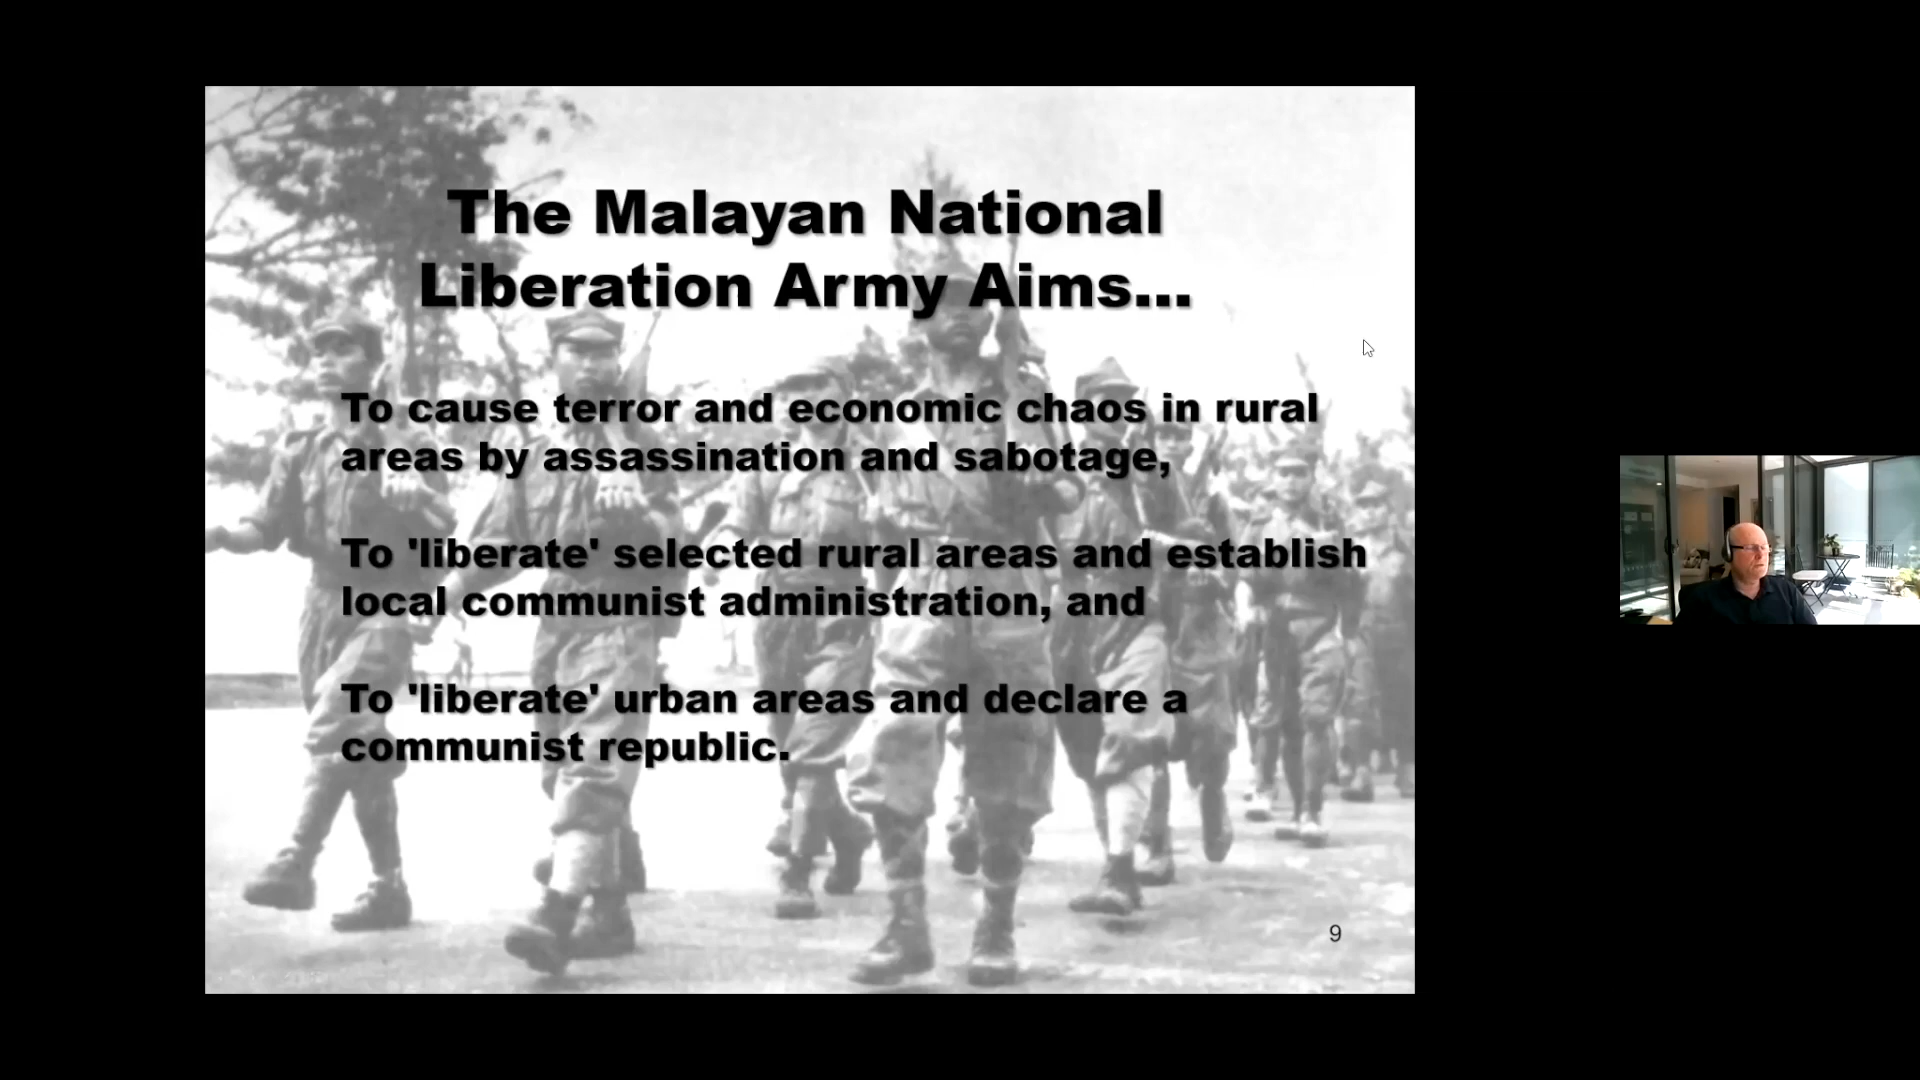 The Malayan National
Liberation Army Aims...
To cause terror and economic chaos in rural
areas by assassination and sabotage,
To 'liberate' selected rural areas and establish
local communist administration, and
To 'liberate' urban areas and declare a
communist republic.
9